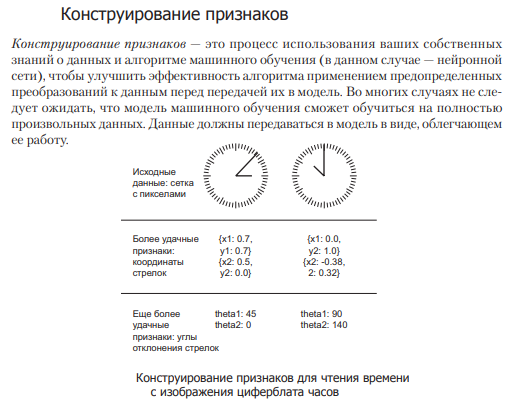 Конструирование признаков
Конструирование признаков — это процесс использования ваших собственных
знаний о данных и алгоритме машинного обучения (в данном случае — нейронной
сети), чтобы улучшить эффективность алгоритма применением предопределенных
преобразований к данным перед передачей их в модель. Во многих случаях не сле-
дует ожидать, что модель машинного обучения сможет обучиться на полностью
произвольных данных. Данные должны передаваться в модель в виде, облегчающем
ее работу.
Исходные
данные: сетка
с пикселами
Более удачные {x1: 0.7, {x1: 0.0,
признаки: y1: 0.7} y2: 1.0}
координаты {x2: 0.5, {x2: -0.38,
стрелок y2: 0.0} 2: 0.32}
Еще более theta1: 45 theta1: 90
удачные theta2: 0 theta2: 140
признаки: углы
отклонения стрелок
Конструирование признаков для чтения времени
с изображения циферблата часов